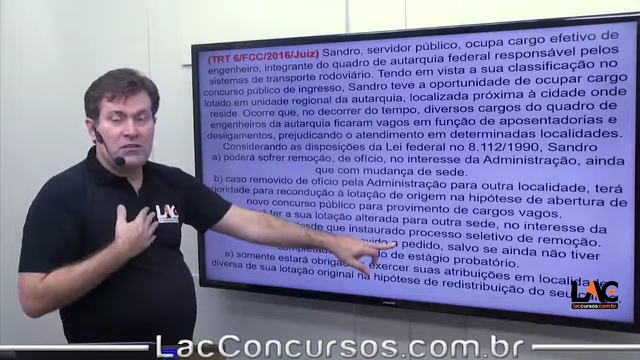 (TRT 6/FCC/2016/Juiz) Sandro, servidor público, ocupa cargo efetivo de
engenheiro, integrante do quadro de autarquia federal responsável pelos
sistemas de transporte rodoviário. Tendo em vista a sua classificação no
concurso público de ingresso, Sandro teve a oportunidade de ocupar cargo
lotado em unidade regional da autarquia, localizada próxima à cidade onde
reside. Ocorre que, no decorrer do tempo, diversos cargos do quadro de
engenheiros da autarquia ficaram vagos em função de aposentadorias e
desligamentos, prejudicando o atendimento em determinadas localidades.
Considerando as disposições da Lei federal no 8.112/1990, Sandro
a) poderá sofrer remoção, de ofício, no interesse da Administração, ainda
que com mudança de sede.
b) caso removido de ofício pela Administração para outra localidade, terá
prioridade para recondução à lotação de origem na hipótese de abertura de
novo concurso público para provimento de cargos vagos.
ter a sua lotação alterada para outra sede, no interesse da
desde que instaurado processo seletivo de remoção.
pedido, salvo se ainda não tiver
de estágio probatório.
e) somente estará obrigado exercer suas atribuições em localidade
diversa de sua lotação original na hipótese de redistribuição do seu
LAC
LAC
lacconcursos.com.br
LacConcursos.com.br